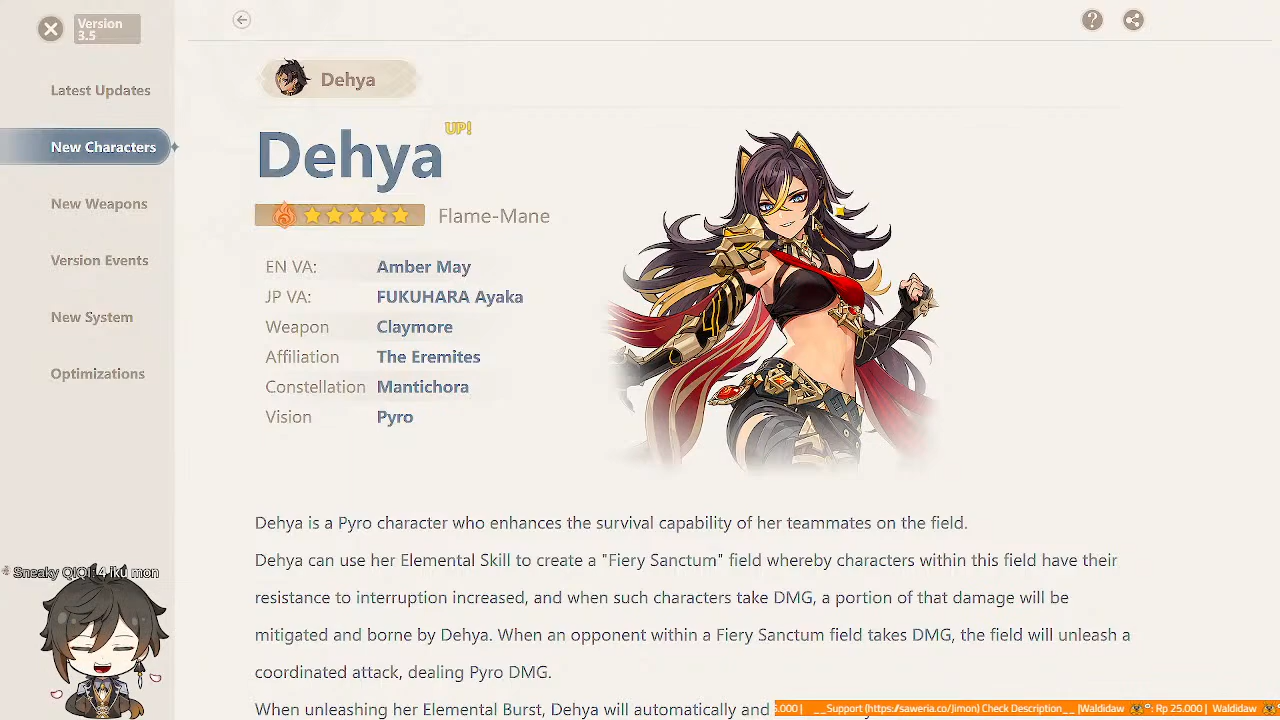 Version
3.5
Latest Updates
New Characters
New Weapons
Version Events
New System
Optimizations
Dehya
Dehya
UP!
Flame-Mane
EN VA: Amber May
JP VA: FUKUHARA Ayaka
Weapon Claymore
Affiliation The Eremites
Constellation Mantichora
Vision Pyro
Dehya is a Pyro character who enhances the survival capability of her teammates on the field.
Dehya can use her Elemental Skill to create a "Fiery Sanctum" field whereby characters within this field have their
resistance to interruption increased, and when such characters take DMG, a portion of that damage will be
mitigated and borne by Dehya. When an opponent within a Fiery Sanctum field takes DMG, the field will unleash a
coordinated attack, dealing Pyro DMG.
When unleashing her Elemental Burst, Dehya will automatically and
Sneaky QIQI
mon
5.000 | __Support (https://saweria.co/Jimon) Check Description__ |Waldidaw : Rp 25.000 | Waldidaw